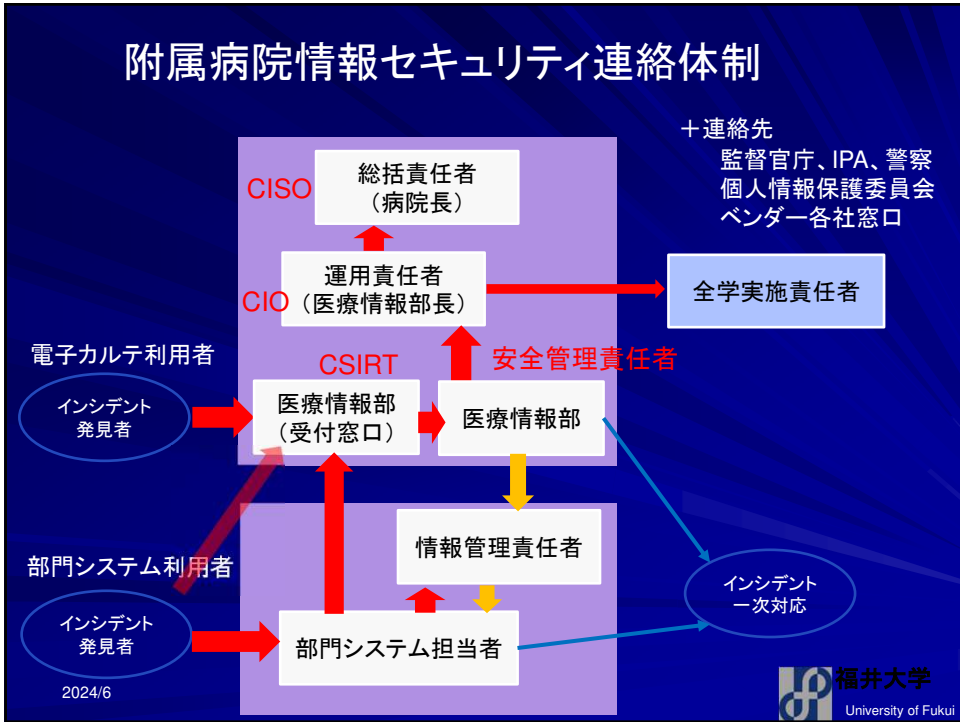 附属病院情報セキュリティ連絡体制
＋連絡先
監督官庁、IPA、警察
個人情報保護委員会
ベンダー各社窓口
CISO
総括責任者
（病院長）
CIO
運用責任者
（医療情報部長）
全学実施責任者
電子カルテ利用者
CSIRT
安全管理責任者
インシデント
発見者
医療情報部
（受付窓口）
医療情報部
情報管理責任者
部門システム利用者
インシデント
一次対応
インシデント
発見者
部門システム担当者
2024/6
福井大学
University of Fukui